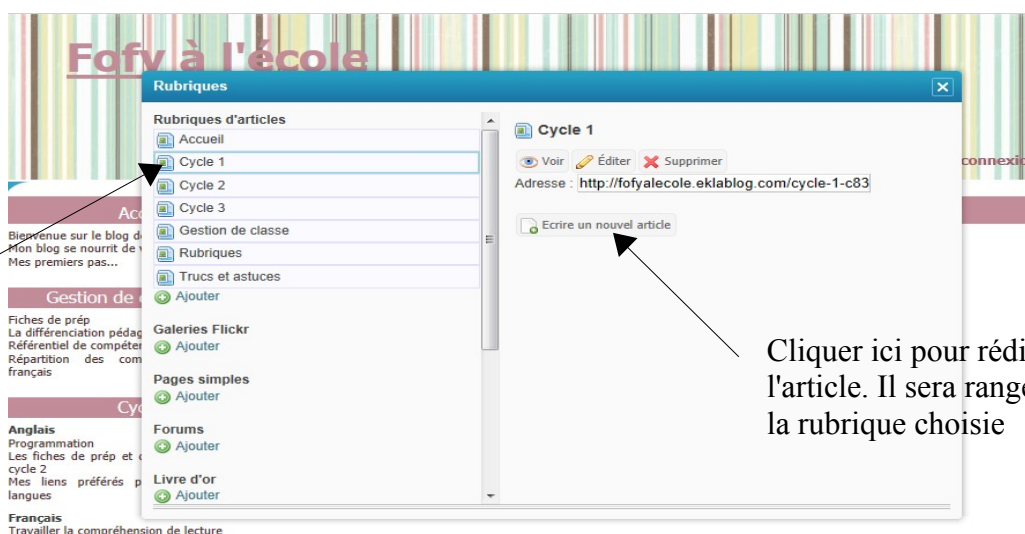 Fofy à l'école
Rubriques
Rubriques d'articles
Accueil
Cycle 1
Cycle 2
Cycle 3
Gestion de classe
Rubriques
Trucs et astuces
Ajouter
Galeries Flickr
Ajouter
Pages simples
Ajouter
Forums
Ajouter
Livre d'or
Ajouter
Cycle 1
Voir Éditer Supprimer
Adresse : http://fofyalecole.eklablog.com/cycle-1-c83
Ecrire un nouvel article
Cliquer ici pour rédi
l'article. Il sera rangé
la rubrique choisie
connexio
Acc
Bienvenue sur le blog d
Mon blog se nourrit de
Mes premiers pas...
Gestion de
Fiches de prép
La différenciation pédag
Référentiel de compéter
Répartition des com
français
Cyc
Anglais
Programmation
Les fiches de prép et
cycle 2
Mes liens préférés p
langues
Français
Travailler la compréhension de lecture